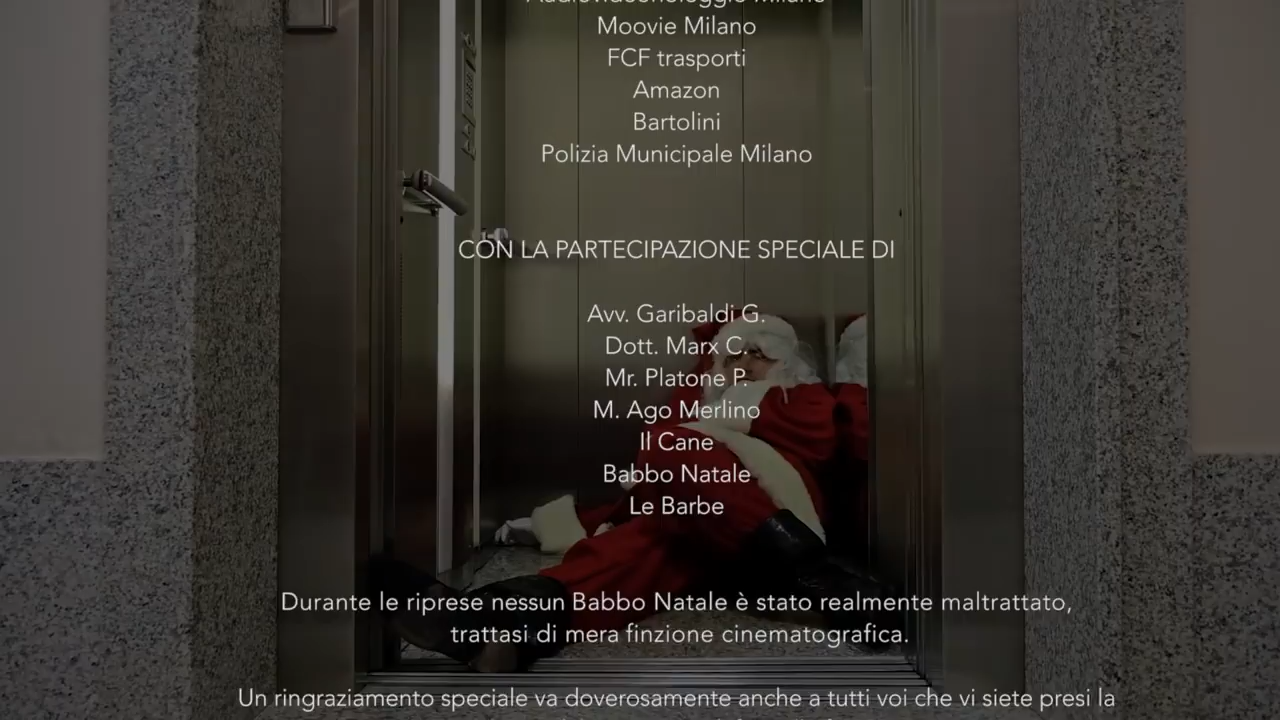 Moovie Milano
FCF trasporti
Amazon
Bartolini
Polizia Municipale Milano
CON LA PARTECIPAZIONE SPECIALE DI
Avv. Garibaldi G.
Dott. Marx C.
Mr. Platone P.
M. Ago Merlino
Il Cane
Babbo Natale
Le Barbe
Durante le riprese nessun Babbo Natale è stato realmente maltrattato,
trattasi di mera finzione cinematografica.
Un ringraziamento speciale va doverosamente anche a tutti voi che vi siete presi la